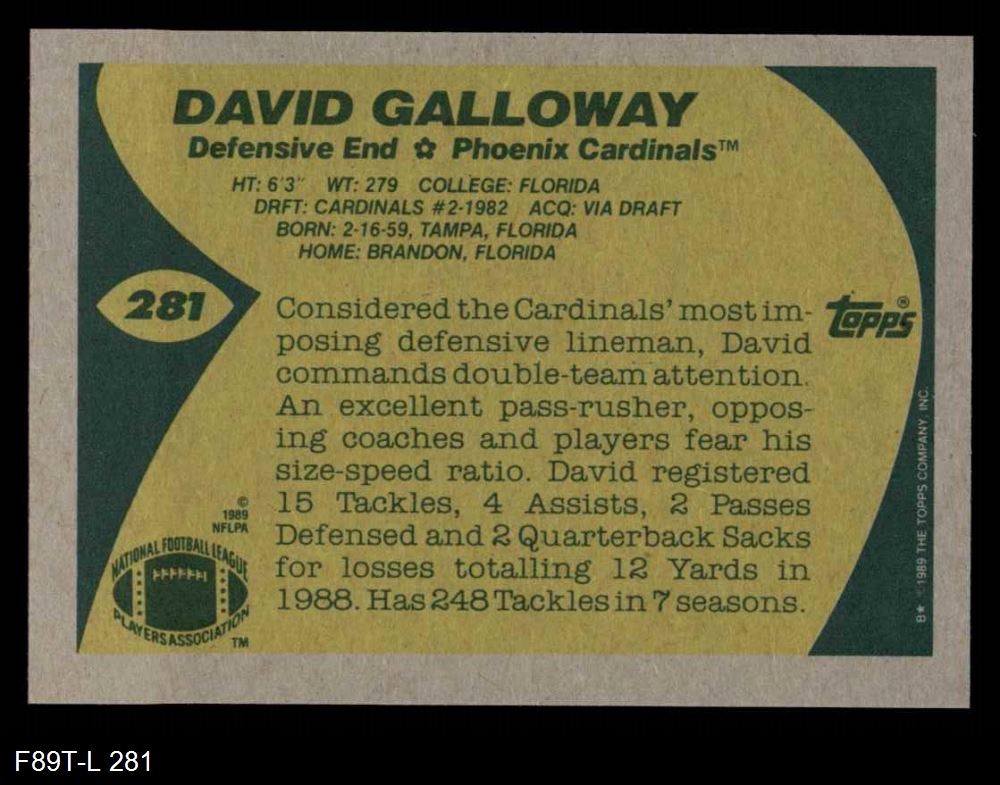 DAVID GALLOWAY
Defensive End ✿ Phoenix Cardinals™
HT: 6'3" WT: 279 COLLEGE: FLORIDA
DRFT: CARDINALS #2-1982 ACQ: VIA DRAFT
BORN: 2-16-59, TAMPA, FLORIDA
HOME: BRANDON, FLORIDA
281
Considered the Cardinals' most im-
posing defensive lineman, David
commands double-team attention.
An excellent pass-rusher, oppos-
ing coaches and players fear his
size-speed ratio. David registered
15 Tackles, 4 Assists, 2 Passes
Defensed and 2 Quarterback Sacks
for losses totalling 12 Yards in
1988. Has 248 Tackles in 7 seasons.
topps®
©
1989
NFLPA
NATIONAL FOOTBALL LEAGUE
PLAYERS ASSOCIATION
TM
B* © 1989 THE TOPPS COMPANY, INC.
F89T-L 281